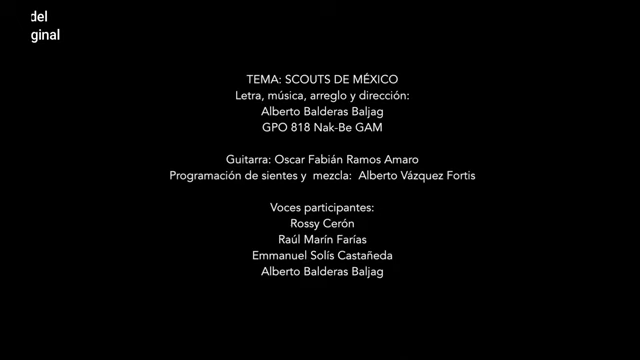 del
ginal
TEMA: SCOUTS DE MÉXICO
Letra, música, arreglo y dirección:
Alberto Balderas Baljag
GPO 818 Nak-Be GAM
Guitarra: Oscar Fabián Ramos Amaro
Programación de sientes y mezcla: Alberto Vázquez Fortis
Voces participantes:
Rossy Cerón
Raúl Marín Farías
Emmanuel Solís Castañeda
Alberto Balderas Baljag